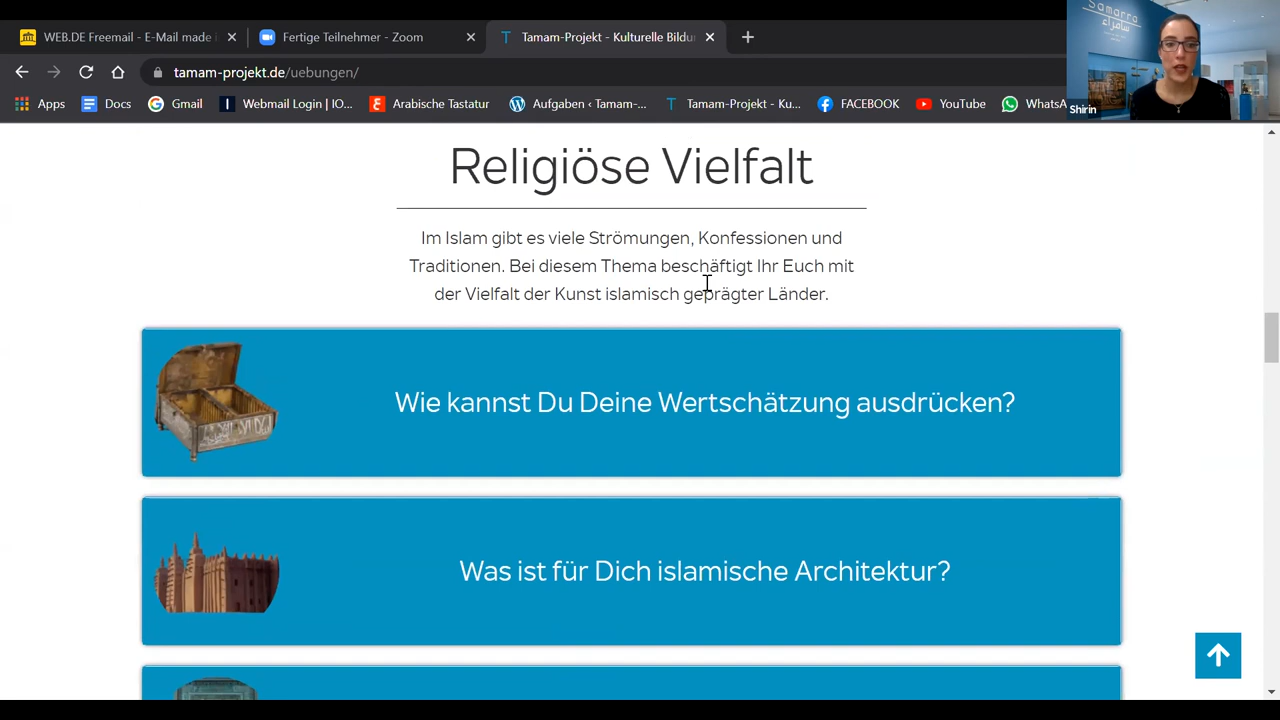 WEB.DE Freemail - E-Mail made
Fertige Teilnehmer - Zoom
Tamam-Projekt - Kulturelle Bildu
tamam-projekt.de/uebungen/
Apps
Docs
Gmail
Webmail Login | IO...
Arabische Tastatur
Aufgaben ‹ Tamam-...
Tamam-Projekt - Ku...
FACEBOOK
YouTube
WhatsA
Samarra
سامراء
Shirin
Religiöse Vielfalt
Im Islam gibt es viele Strömungen, Konfessionen und
Traditionen. Bei diesem Thema beschäftigt Ihr Euch mit
der Vielfalt der Kunst islamisch geprägter Länder.
Wie kannst Du Deine Wertschätzung ausdrücken?
Was ist für Dich islamische Architektur?